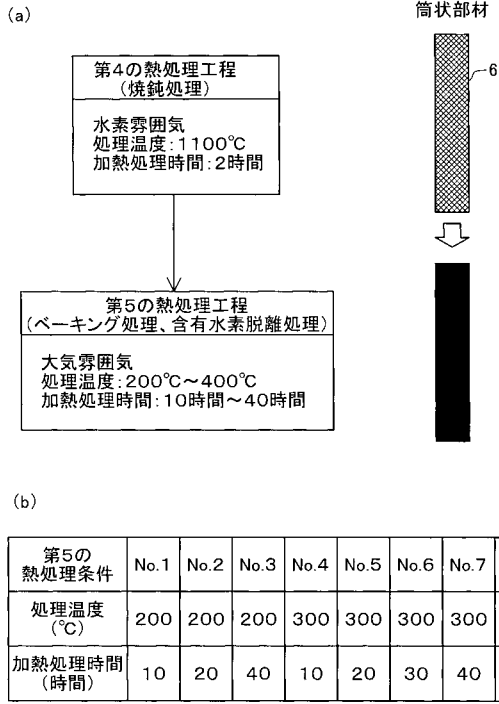 (a)
筒状部材
6
第4の熱処理工程
(焼鈍処理)
水素雰囲気
処理温度:1100℃
加熱処理時間:2時間
第5の熱処理工程
(ベーキング処理、含有水素脱離処理)
大気雰囲気
処理温度:200℃～400℃
加熱処理時間:10時間～40時間
(b)
第5の
熱処理条件 No.1 No.2 No.3 No.4 No.5 No.6 No.7
処理温度
(℃) 200 200 200 300 300 300 300
加熱処理時間
(時間) 10 20 40 10 20 30 40